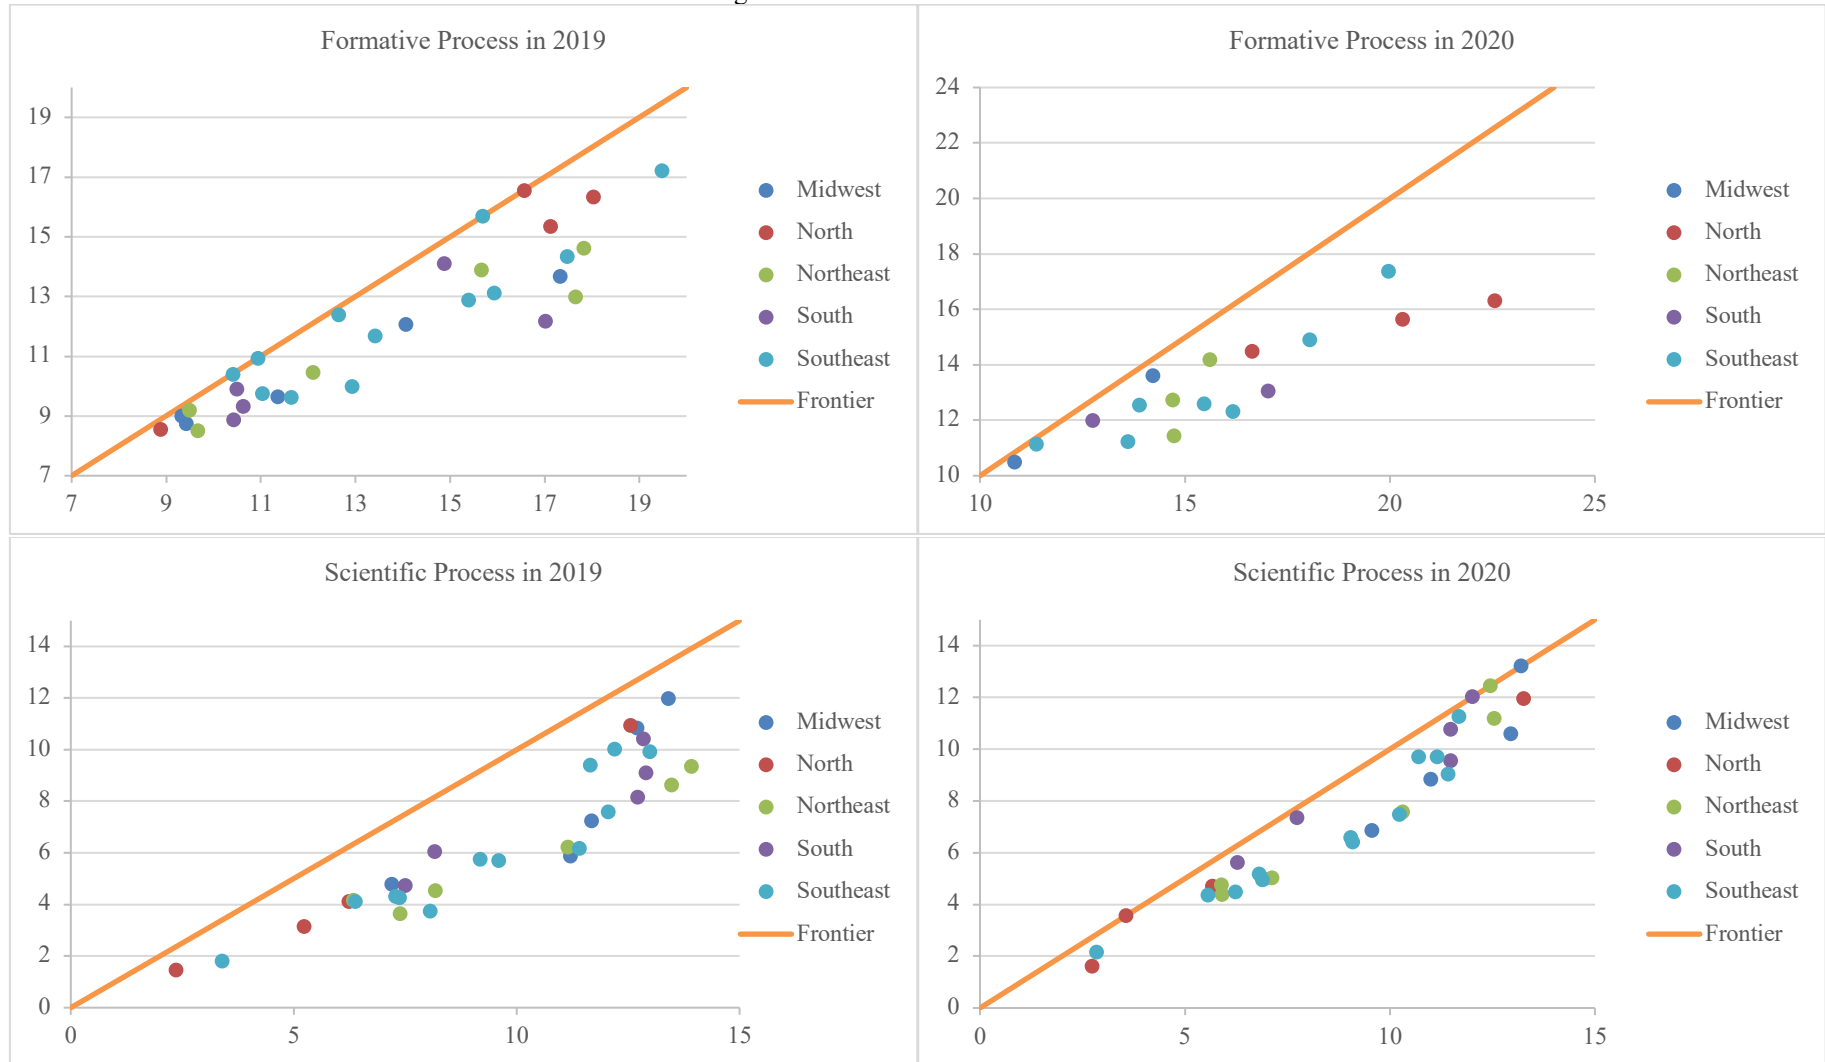 Formative Process in 2019
19
17
15
13
11
9
7
7 9 11 13 15 17 19
Midwest
North
Northeast
South
Southeast
Frontier
Formative Process in 2020
24
22
20
18
16
14
12
10
10 15 20 25
Midwest
North
Northeast
South
Southeast
Frontier
Scientific Process in 2019
14
12
10
8
6
4
2
0
0 5 10 15
Midwest
North
Northeast
South
Southeast
Frontier
Scientific Process in 2020
14
12
10
8
6
4
2
0
0 5 10 15
Midwest
North
Northeast
South
Southeast
Frontier